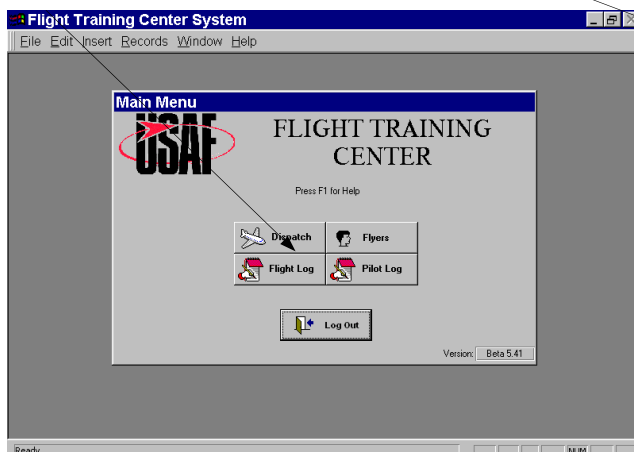 Flight Training Center System
File Edit Insert Records Window Help
Main Menu
USAF
FLIGHT TRAINING
CENTER
Press F1 for Help
Dispatch Flyers
Flight Log Pilot Log
Log Out
Version: Beta 5.41
Ready NUM